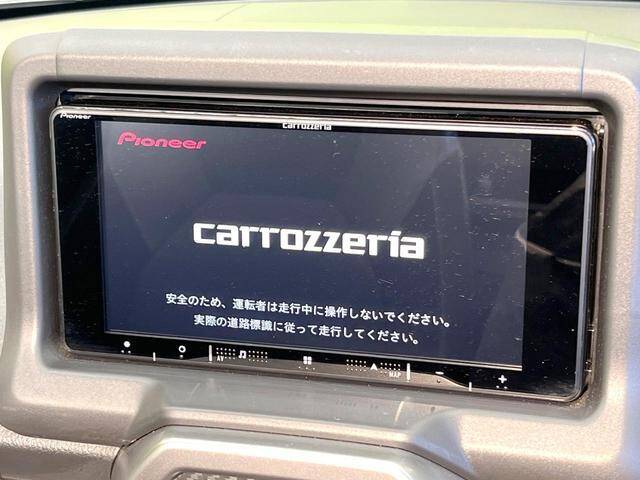 Pioneer
carrozzeria
Pioneer
carrozzeria
安全のため、運転者は走行中に操作しないでください。
実際の道路標識に従って走行してください。
AV
MAP
- +